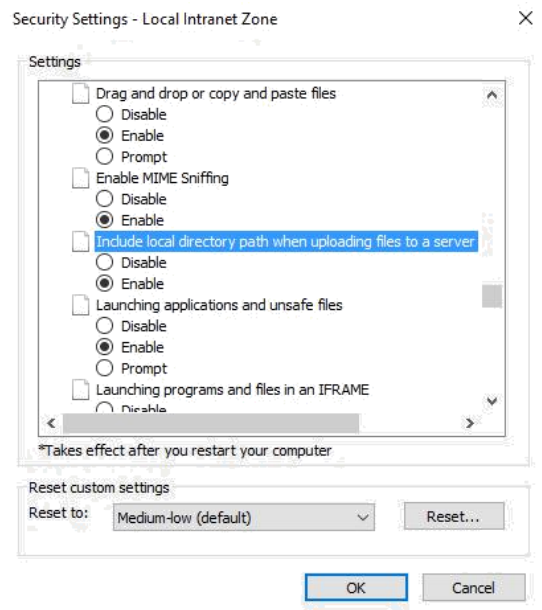 Security Settings - Local Intranet Zone
Settings
Drag and drop or copy and paste files
Disable
Enable
Prompt
Enable MIME Sniffing
Disable
Enable
Include local directory path when uploading files to a server
Disable
Enable
Launching applications and unsafe files
Disable
Enable
Prompt
Launching programs and files in an IFRAME
Disable
*Takes effect after you restart your computer
Reset custom settings
Reset to:
Medium-low (default)
Reset...
OK
Cancel